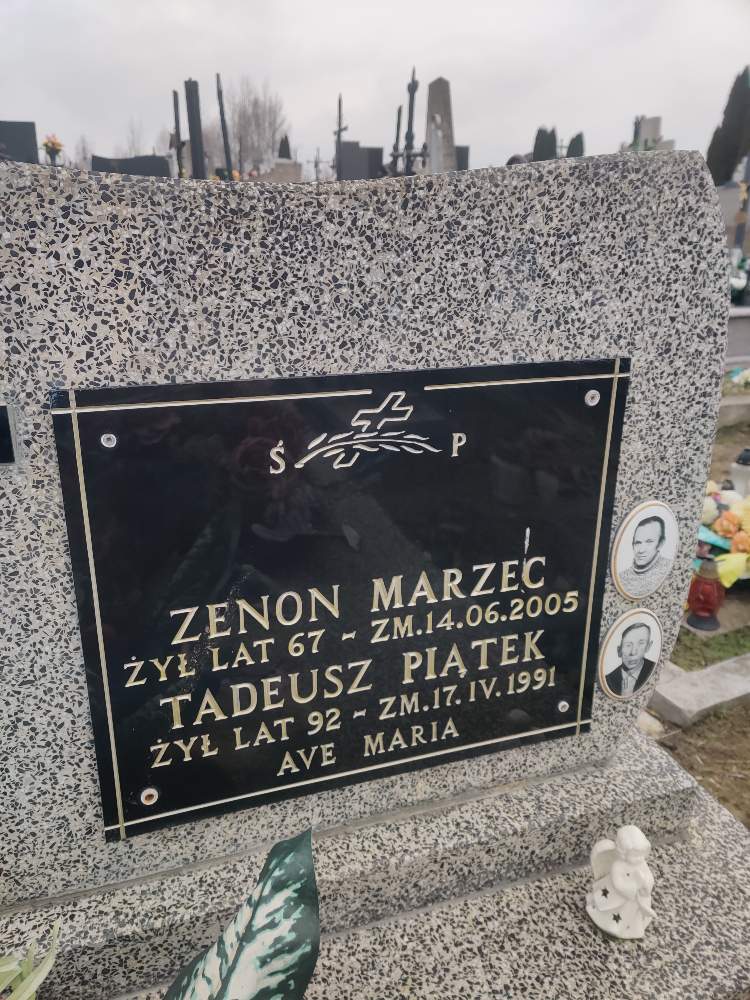 Ś P
ZENON MARZEC
ŻYŁ LAT 67 - ZM.14.06.2005
TADEUSZ PIĄTEK
ŻYŁ LAT 92 - ZM.17.IV.1991
AVE MARIA